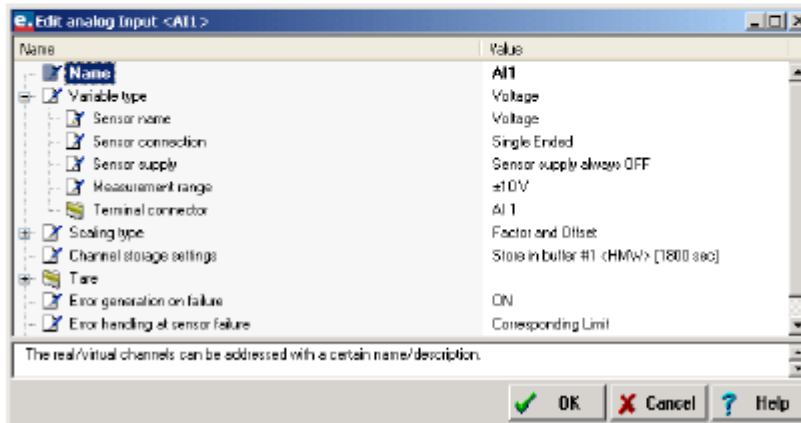 e. Edit analog Input <AI1>
Name Value
Name AI1
Variable type Voltage
Sensor name Voltage
Sensor connection Single Ended
Sensor supply Sensor supply always OFF
Measurement range ±10V
Terminal connector AI 1
Scaling type Factor and Offset
Channel storage settings Store in buffer #1 <HMW> [1800 sec]
Tare
Error generation on failure ON
Error handling at sensor failure Corresponding Limit
The real/virtual channels can be addressed with a certain name/description.
OK Cancel ? Help